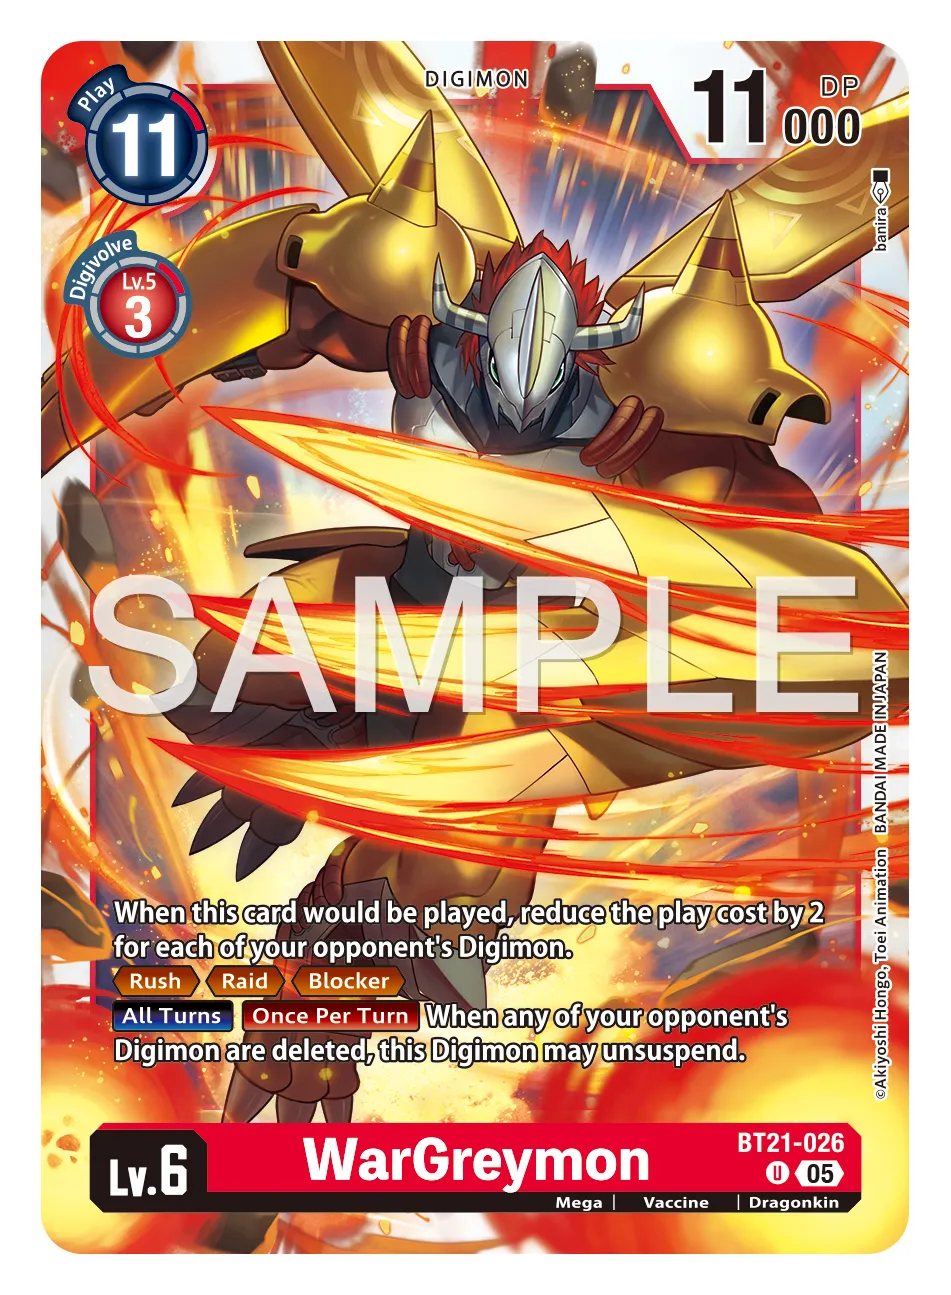 DIGIMON
Play
11
11000
DP
Digivolve
Lv.5
3
banira
SAMPLE
©Akiyoshi Hongo, Toei Animation BANDAI MADE IN JAPAN
When this card would be played, reduce the play cost by 2
for each of your opponent's Digimon.
Rush Raid Blocker
All Turns Once Per Turn When any of your opponent's
Digimon are deleted, this Digimon may unsuspend.
Lv.6
WarGreymon
BT21-026
U 05
Mega | Vaccine | Dragonkin